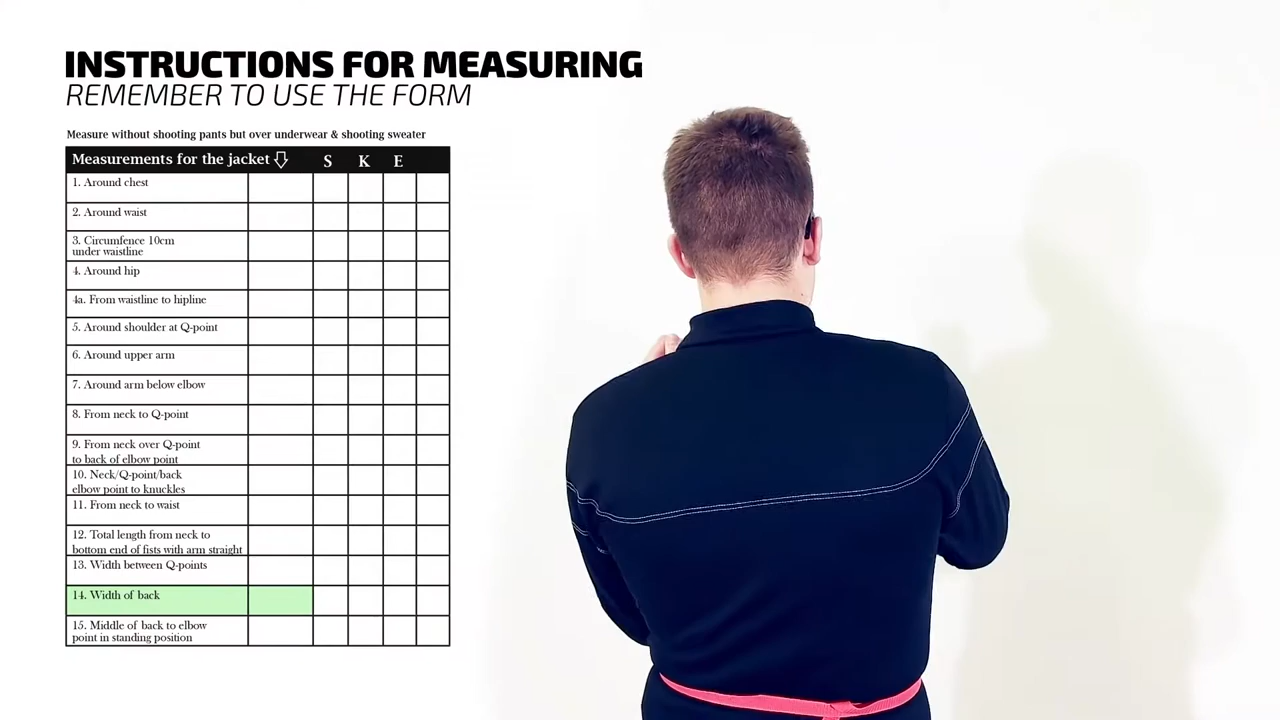 INSTRUCTIONS FOR MEASURING
REMEMBER TO USE THE FORM
Measure without shooting pants but over underwear & shooting sweater
Measurements for the jacket S K E
1. Around chest
2. Around waist
3. Circumfence 10cm
under waistline
4. Around hip
4a. From waistline to hipline
5. Around shoulder at Q-point
6. Around upper arm
7. Around arm below elbow
8. From neck to Q-point
9. From neck over Q-point
to back of elbow point
10. Neck/Q-point/back
elbow point to knuckles
11. From neck to waist
12. Total length from neck to
bottom end of fists with arm straight
13. Width between Q-points
14. Width of back
15. Middle of back to elbow
point in standing position